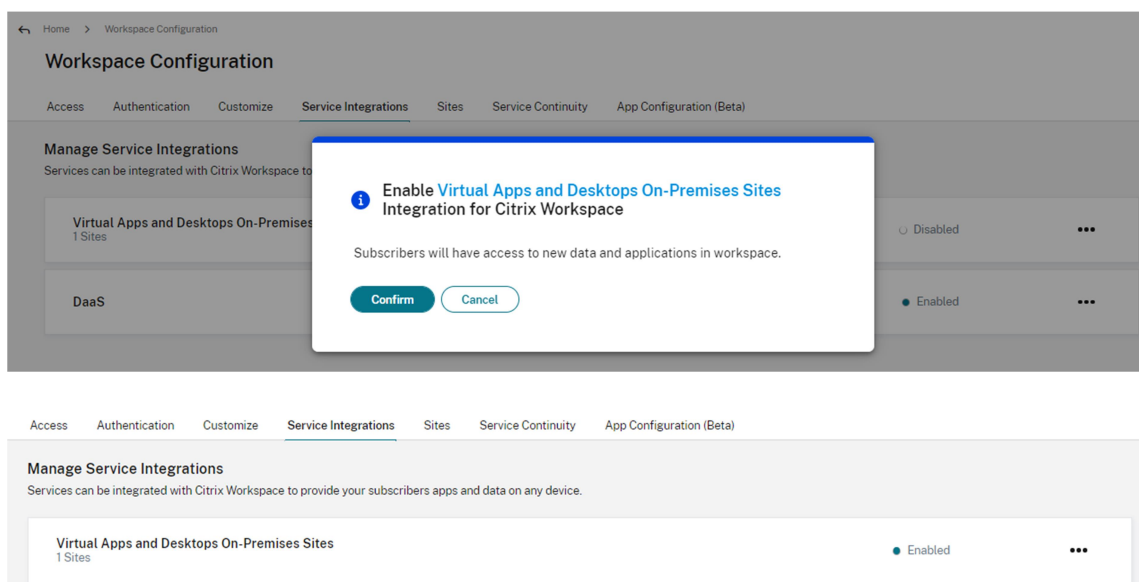 Home > Workspace Configuration
Workspace Configuration
Access Authentication Customize Service Integrations Sites Service Continuity App Configuration (Beta)
Manage Service Integrations
Services can be integrated with Citrix Workspace to
Virtual Apps and Desktops On-Premises
1 Sites
Disabled
DaaS
Enabled
Enable Virtual Apps and Desktops On-Premises Sites
Integration for Citrix Workspace
Subscribers will have access to new data and applications in workspace.
Confirm Cancel
Access Authentication Customize Service Integrations Sites Service Continuity App Configuration (Beta)
Manage Service Integrations
Services can be integrated with Citrix Workspace to provide your subscribers apps and data on any device.
Virtual Apps and Desktops On-Premises Sites
1 Sites
Enabled